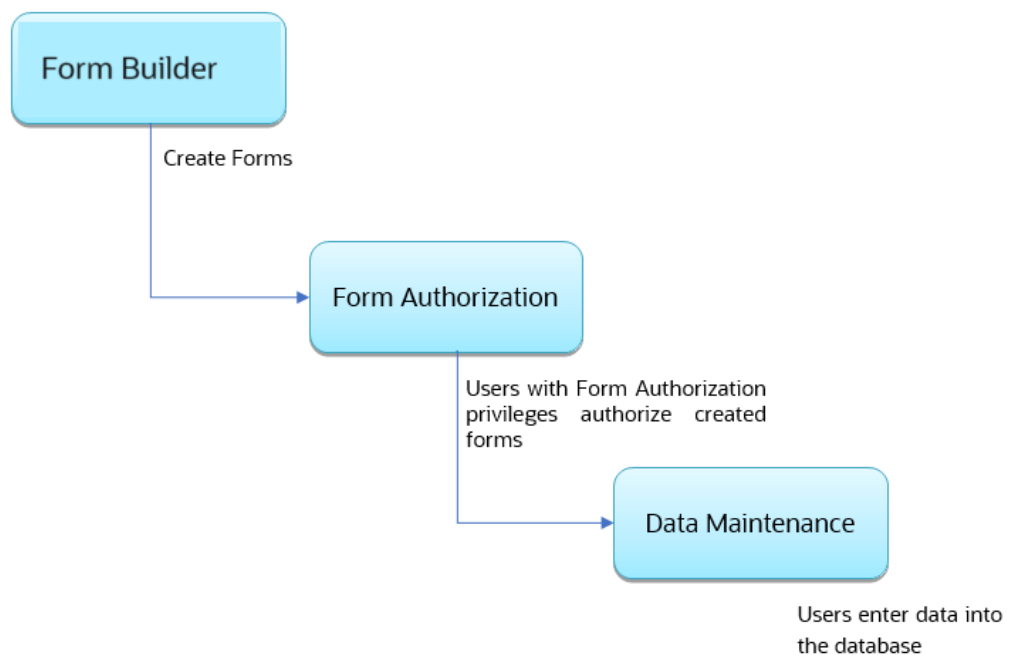 Form Builder
Create Forms
Form Authorization
Users with Form Authorization
privileges authorize created
forms
Data Maintenance
Users enter data into
the database